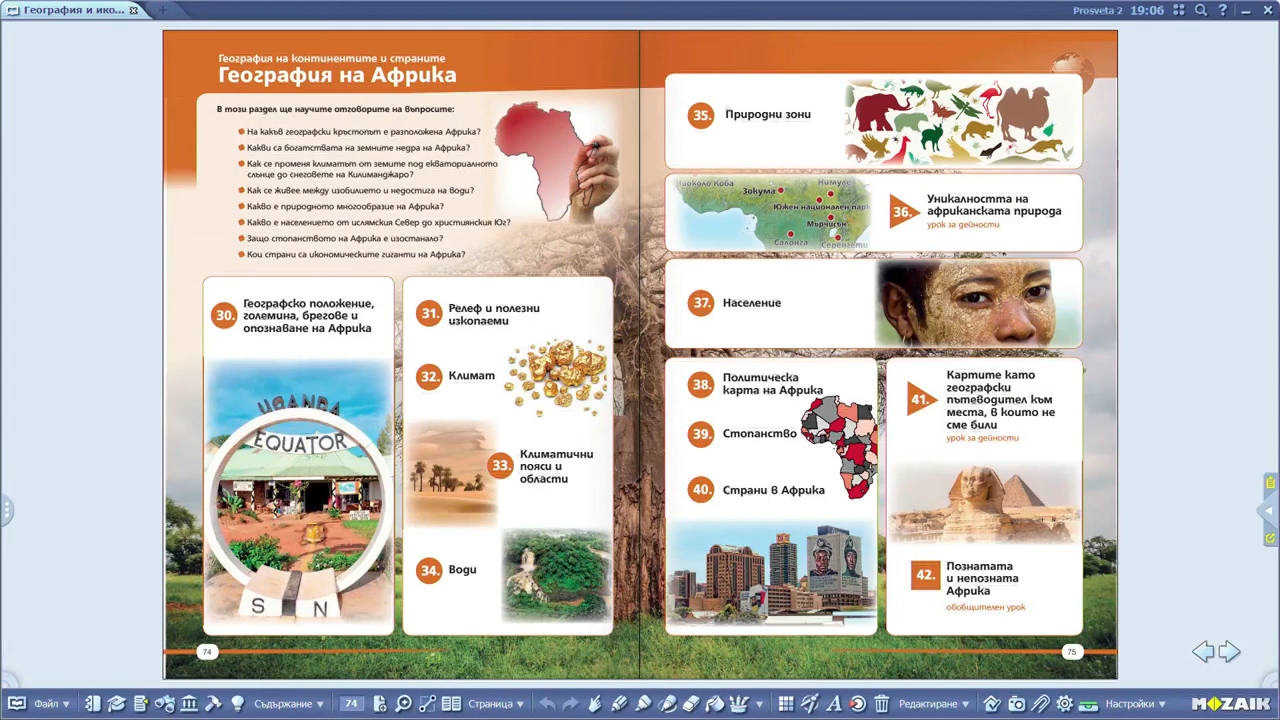 География и ико...
Prosveta 2
19:06
География на континентите и страните
География на Африка
В този раздел ще научите отговорите на въпросите:
На какъв географски кръстопът е разположена Африка?
Какви са богатствата на земните недра на Африка?
Как се променя климатът от земите под екваториалното
слънце до снеговете на Килиманджаро?
Как се живее между изобилието и недостига на води?
Какво е природното многообразие на Африка?
Какво е населението от ислямския Север до християнския Юг?
Защо стопанството на Африка е изостанало?
Кои страни са икономическите гиганти на Африка?
30.
Географско положение,
големина, брегове и
опознаване на Африка
UGANDA
EQUATOR
S N
31.
Релеф и полезни
изкопаеми
32.
Климат
33.
Климатични
пояси и
области
34.
Води
74
35.
Природни зони
Ниоколо Коба
Закума
Нимуле
Южен национален парк
Мърчисън
Салонга
Серенгети
36.
Уникалността на
африканската природа
урок за дейности
37.
Население
38.
Политическа
карта на Африка
39.
Стопанство
40.
Страни в Африка
41.
Картите като
географски
пътеводител към
места, в които не
сме били
урок за дейности
42.
Познатата
и непозната
Африка
обобщителен урок
75
Файл
Съдържание
74
Страница
Редактиране
Настройки
MOZAIK